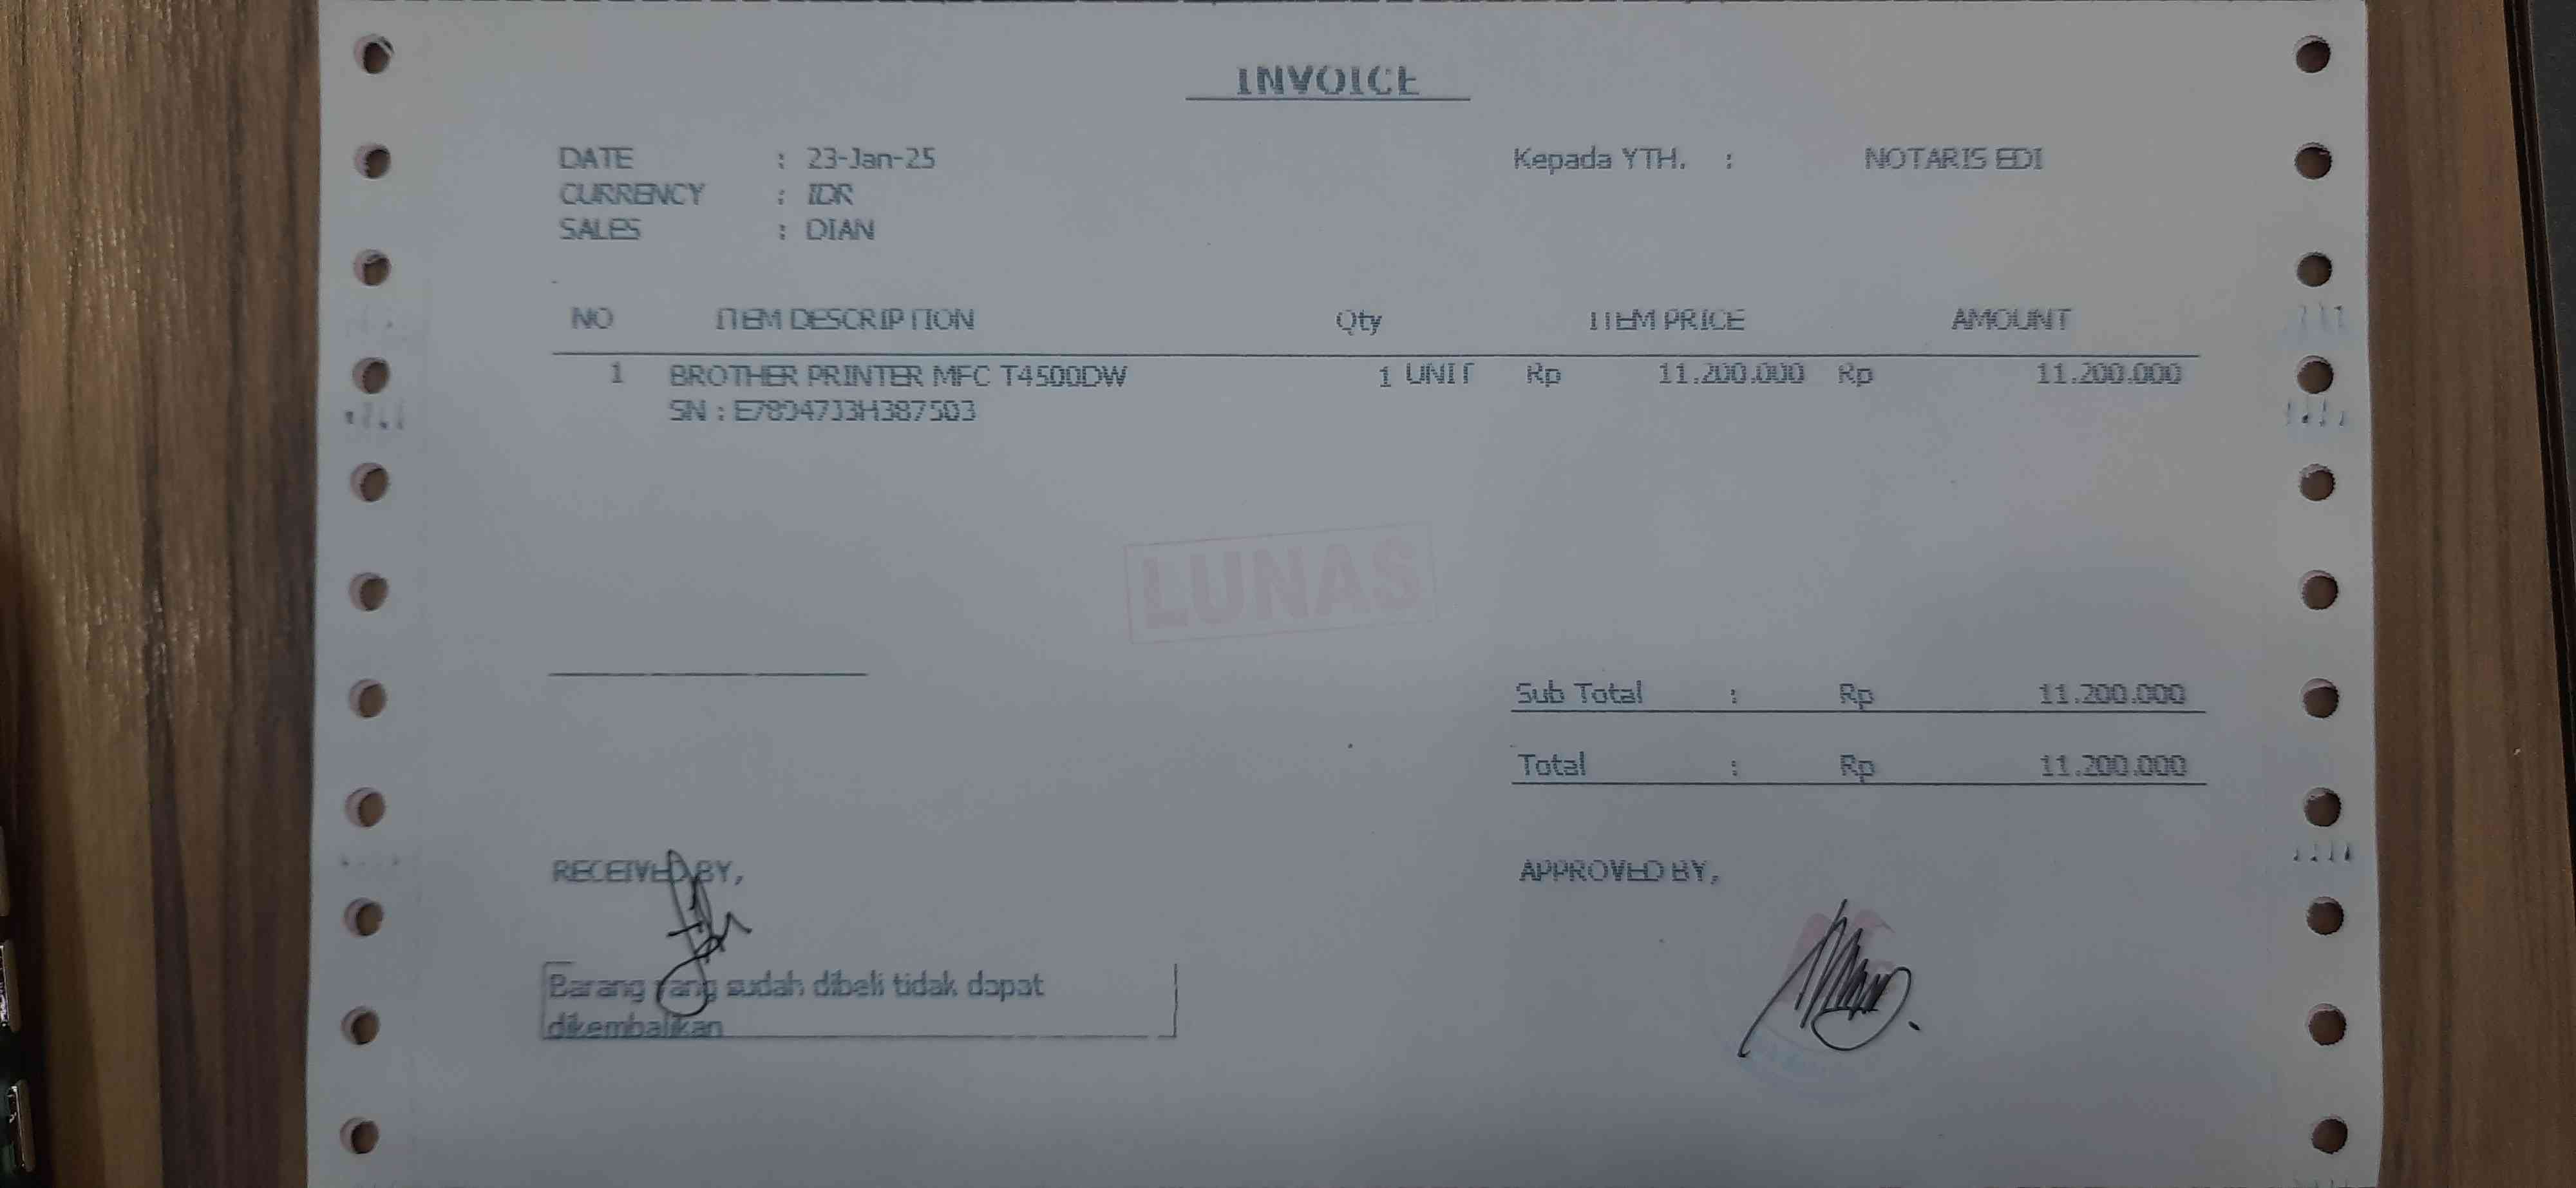 INVOICE
DATE : 23-Jan-25
Kepada YTH. : NOTARIS EDI
CURRENCY : IDR
SALES : DIAN
NO ITEM DESCRIPTION Qty ITEM PRICE AMOUNT
1 BROTHER PRINTER MFC T4500DW 1 UNIT Rp 11.200.000 Rp 11.200.000
SN :
LUNAS
Sub Total : Rp 11.200.000
Total : Rp 11.200.000
RECEIVED BY,
APPROVED BY,
Barang yang sudah dibeli tidak dapat
dikembalikan